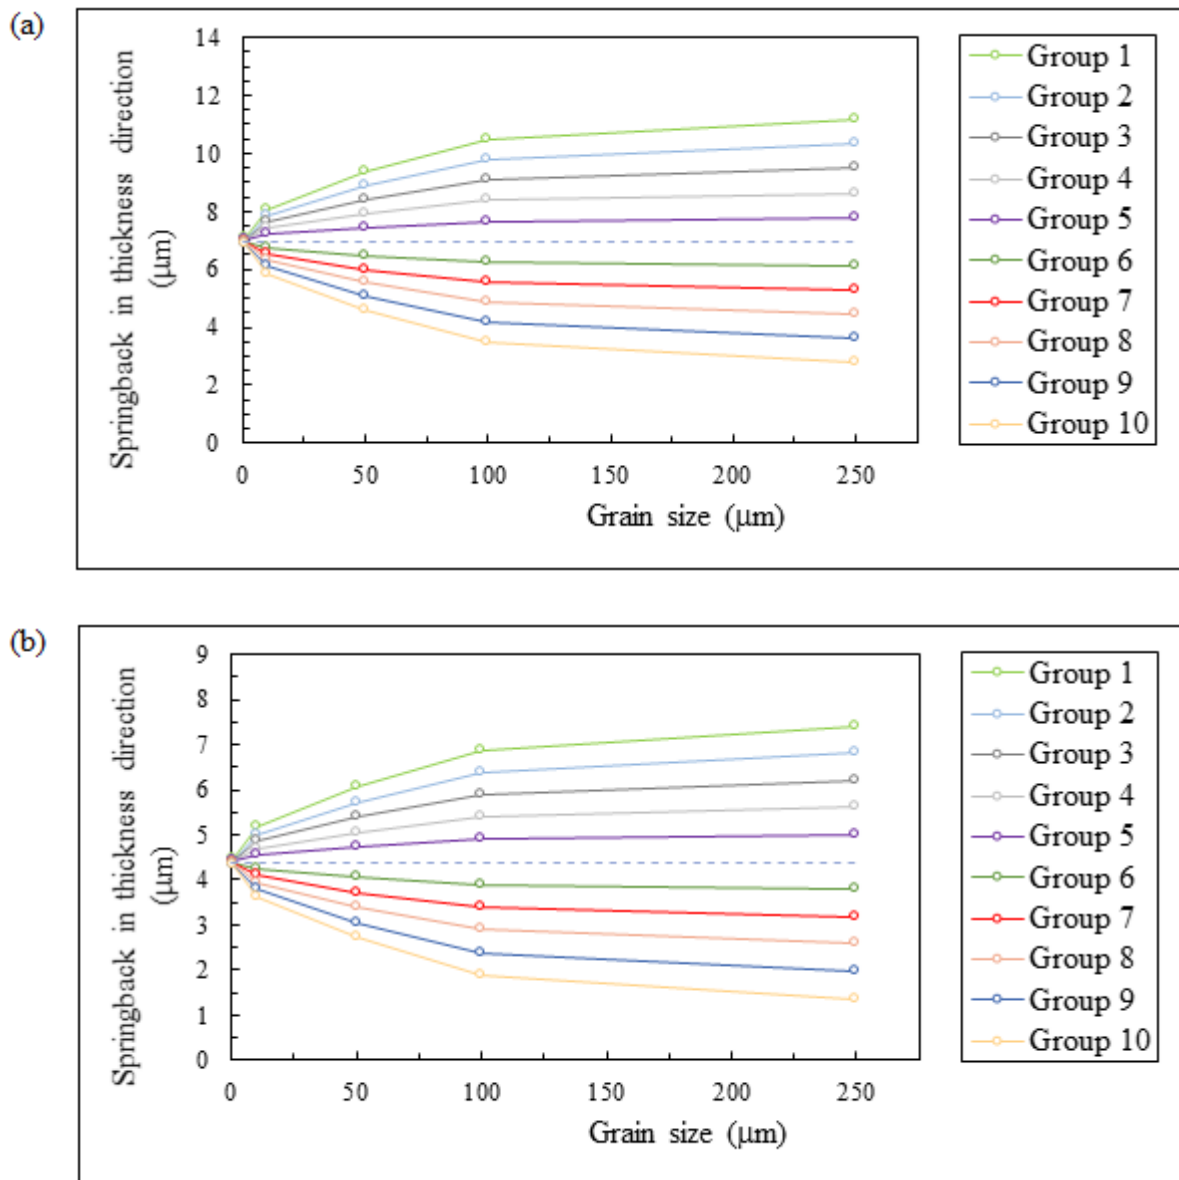 (a)
Springback in thickness direction
(μm)
14
12
10
8
6
4
2
0
0 50 100 150 200 250
Grain size (μm)
Group 1
Group 2
Group 3
Group 4
Group 5
Group 6
Group 7
Group 8
Group 9
Group 10
(b)
Springback in thickness direction
(μm)
9
8
7
6
5
4
3
2
1
0
0 50 100 150 200 250
Grain size (μm)
Group 1
Group 2
Group 3
Group 4
Group 5
Group 6
Group 7
Group 8
Group 9
Group 10